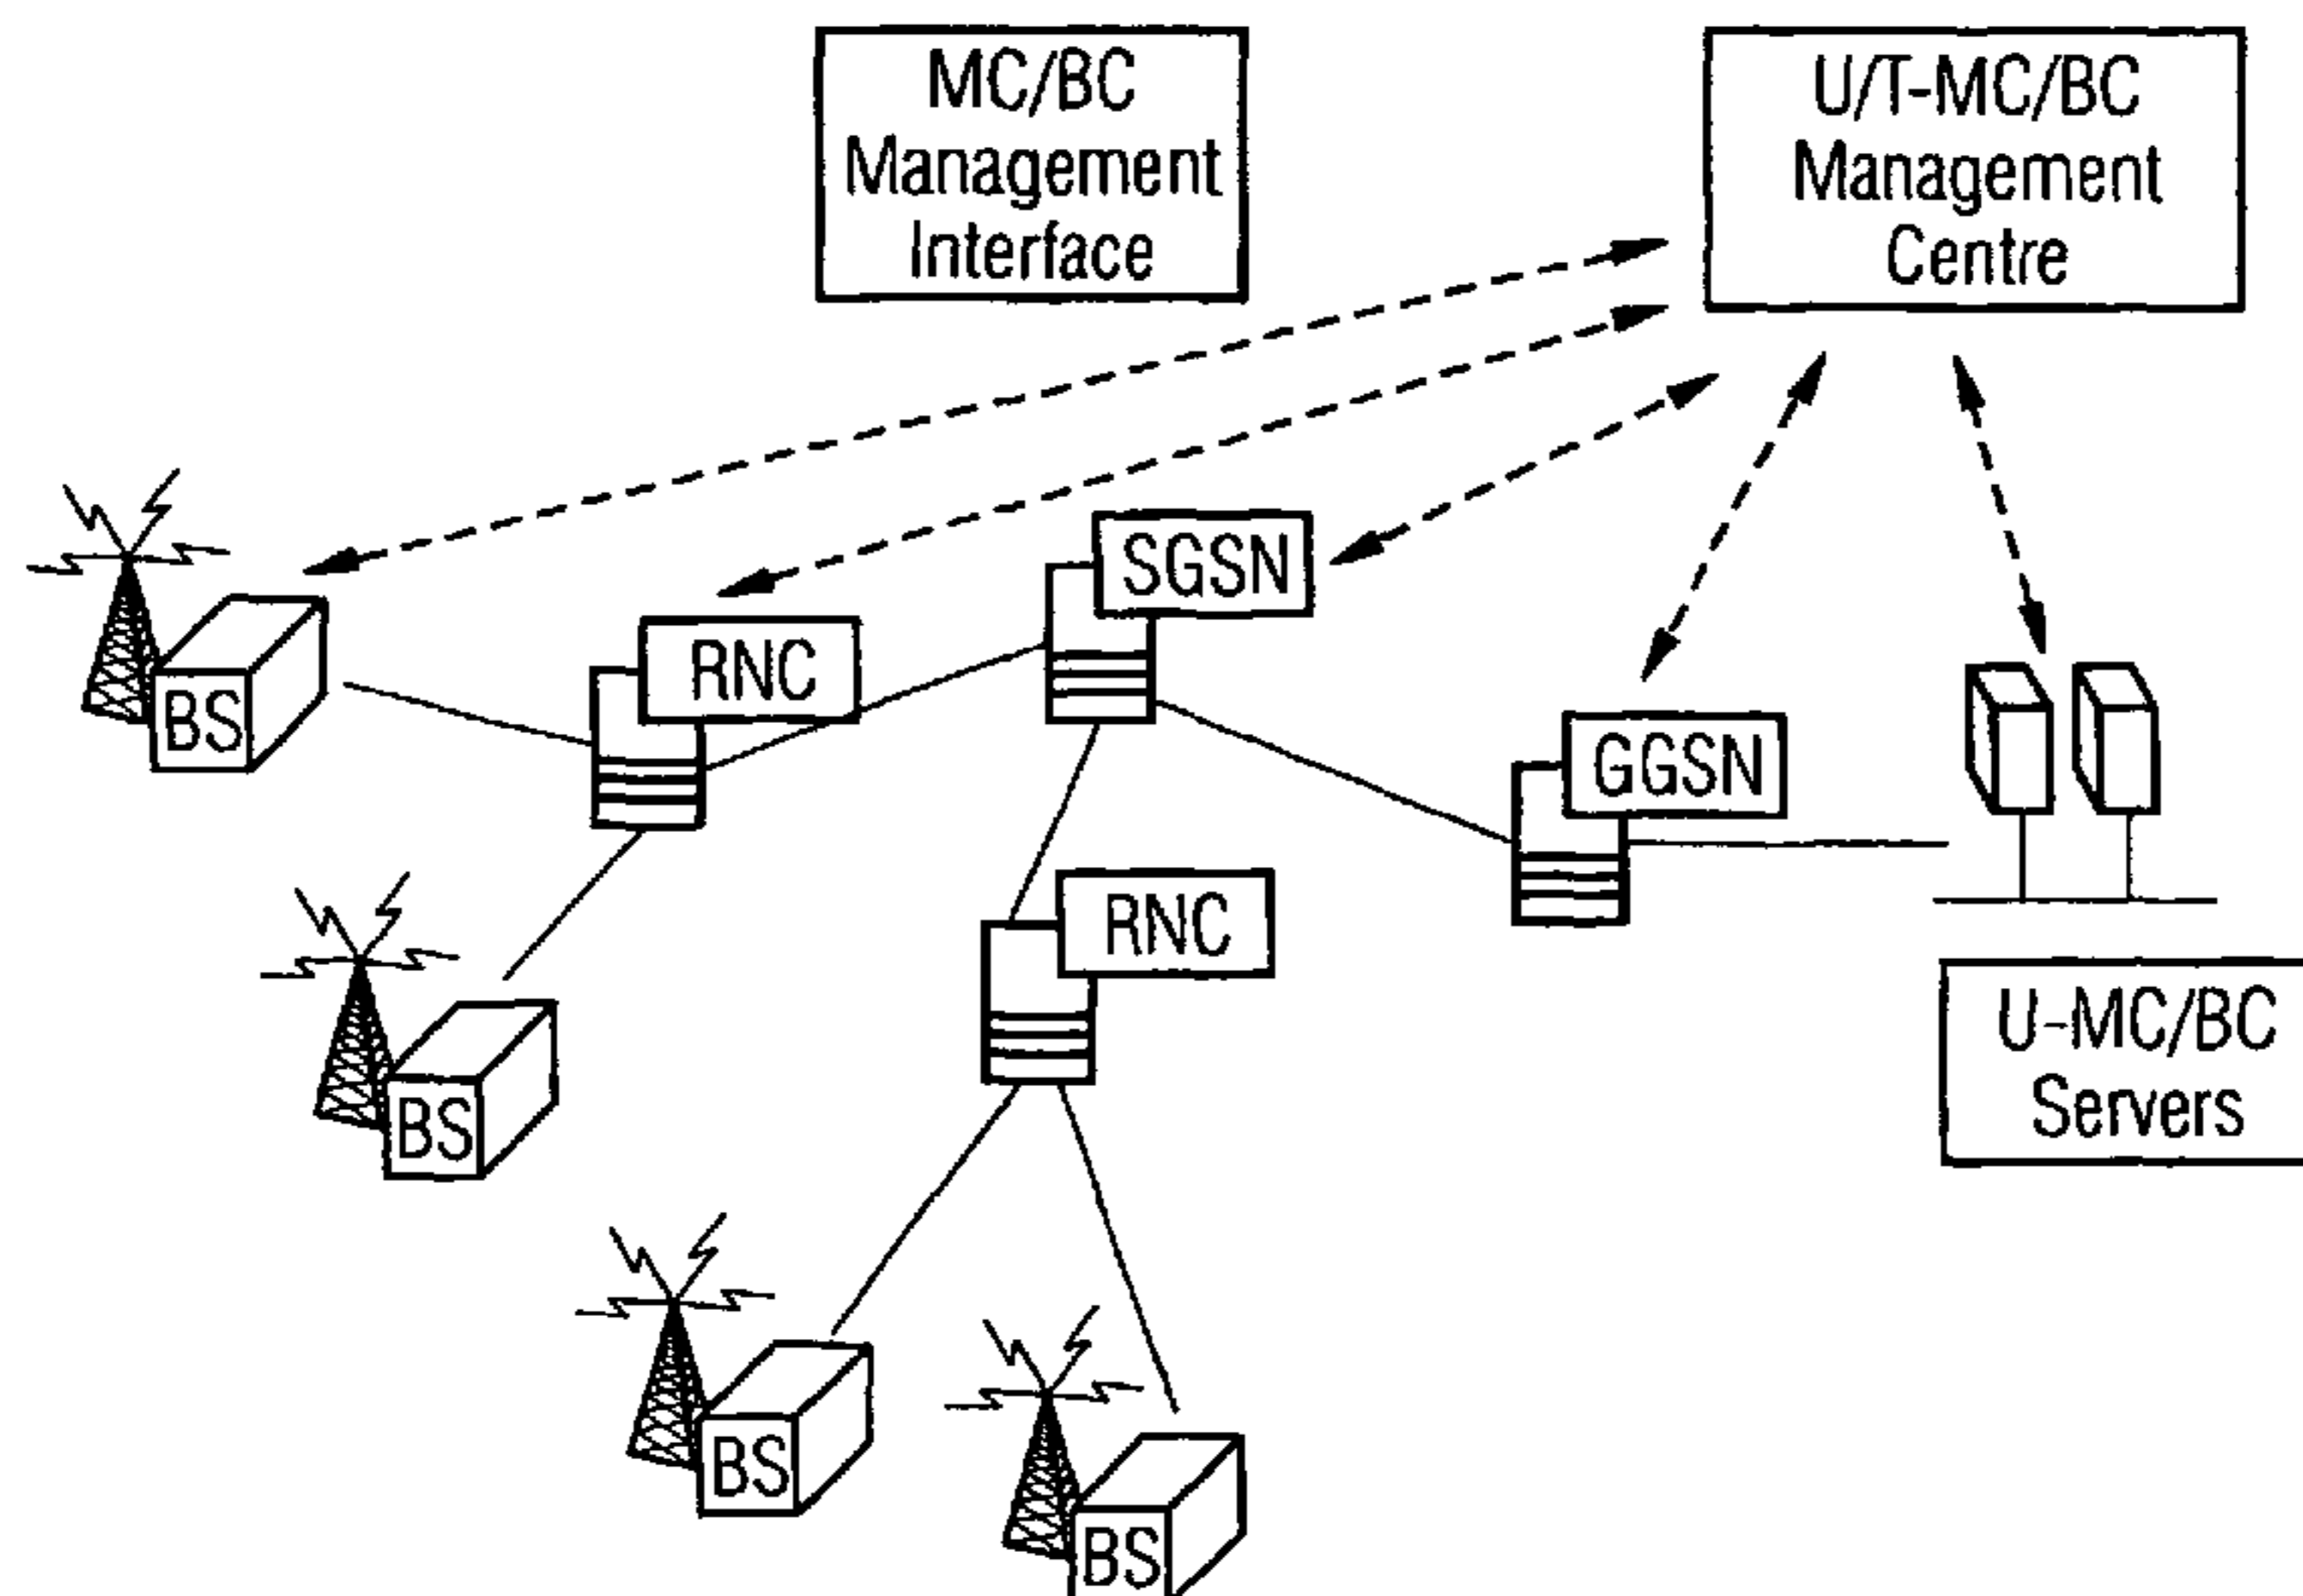 MC/BC
Management
Interface
U/T-MC/BC
Management
Centre
SGSN
RNC
BS
GGSN
RNC
U-MC/BC
Servers
BS
BS
BS